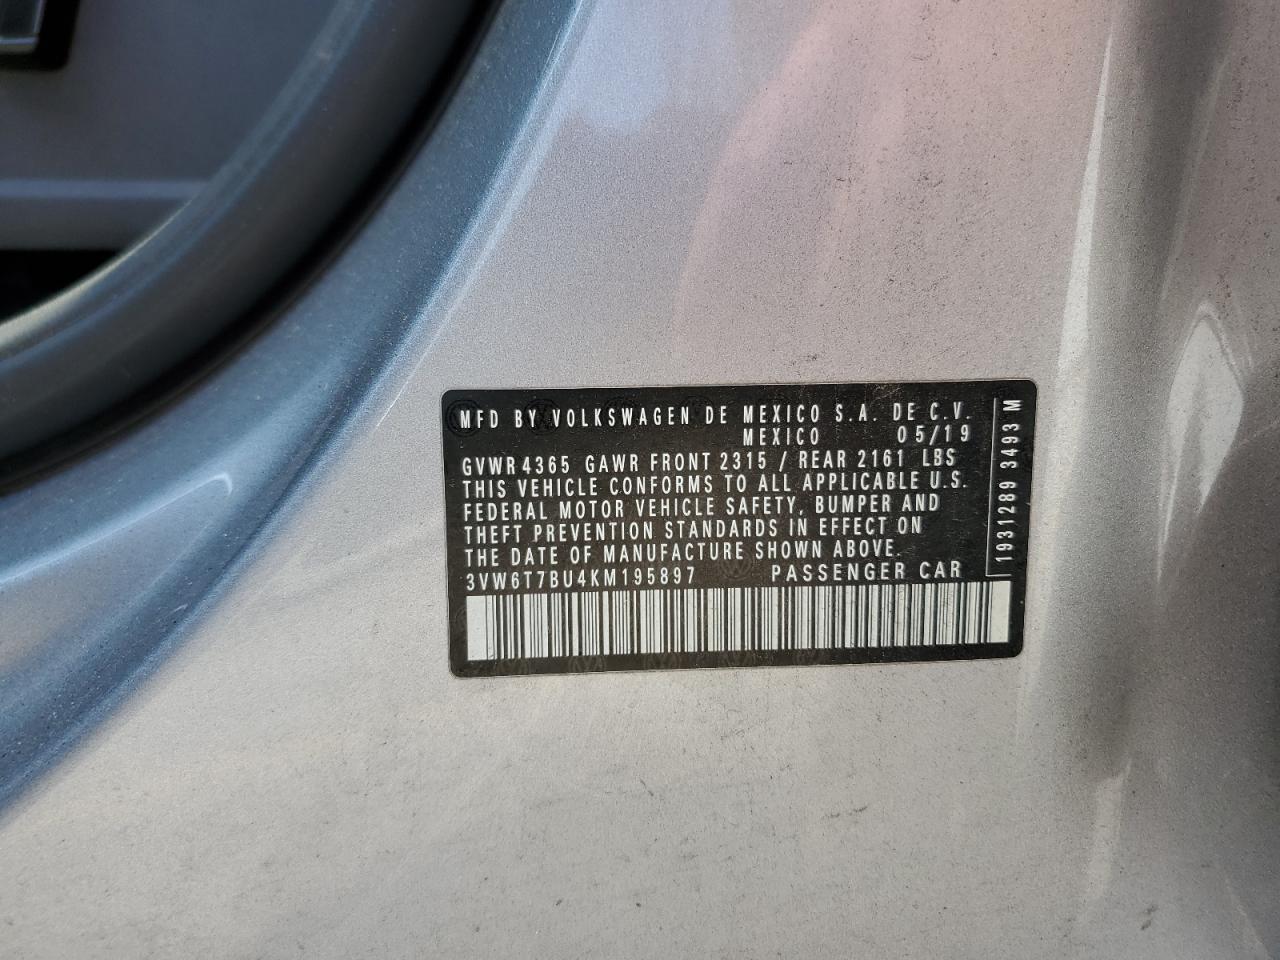 MFD BY VOLKSWAGEN DE MEXICO S.A. DE C.V.
MEXICO 05/19
GVWR 4365 GAWR FRONT 2315 / REAR 2161 LBS
THIS VEHICLE CONFORMS TO ALL APPLICABLE U.S.
FEDERAL MOTOR VEHICLE SAFETY, BUMPER AND
THEFT PREVENTION STANDARDS IN EFFECT ON
THE DATE OF MANUFACTURE SHOWN ABOVE.
3VW6T7BU4KM195897 PASSENGER CAR
1931289 3493 M